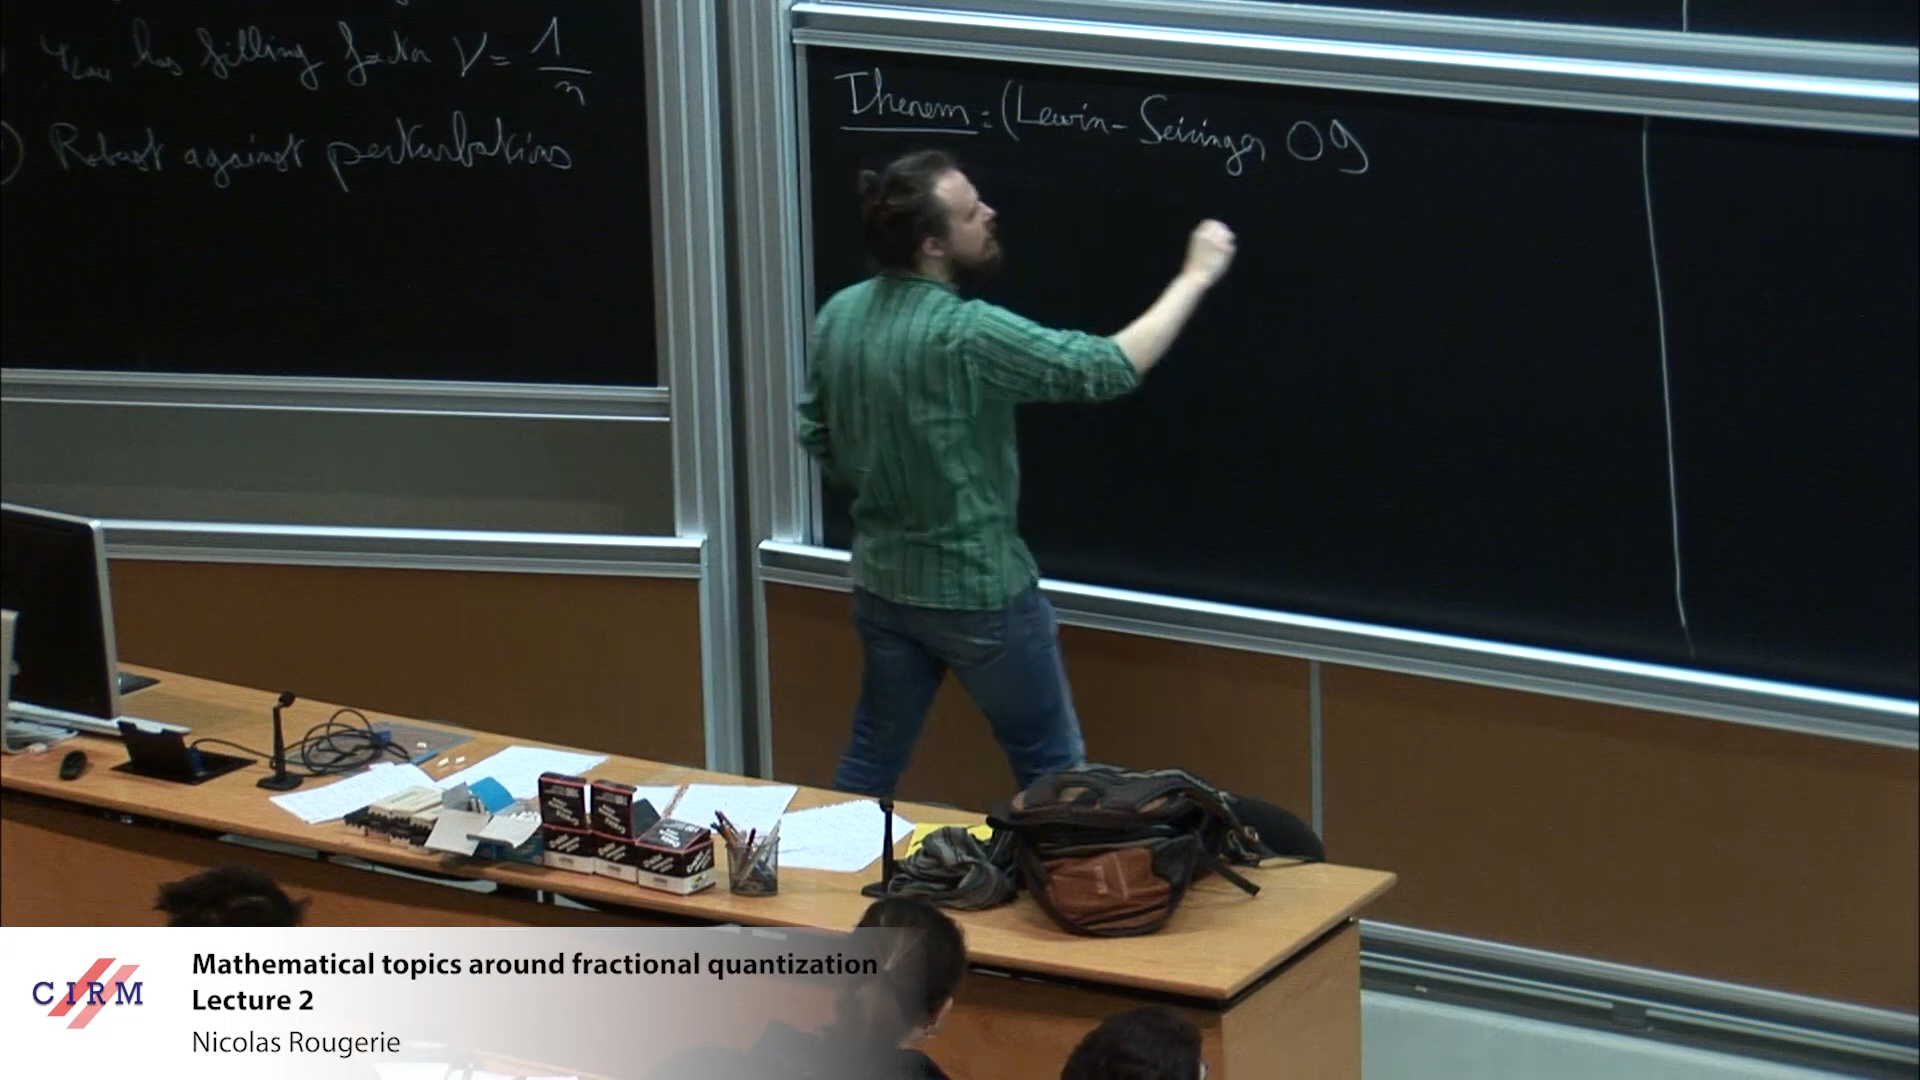 Ψ_Lau has filling factor ν = 1/n
Robust against perturbations
Theorem: (Lewin-Seiringer 09
CIRM
Mathematical topics around fractional quantization
Lecture 2
Nicolas Rougerie